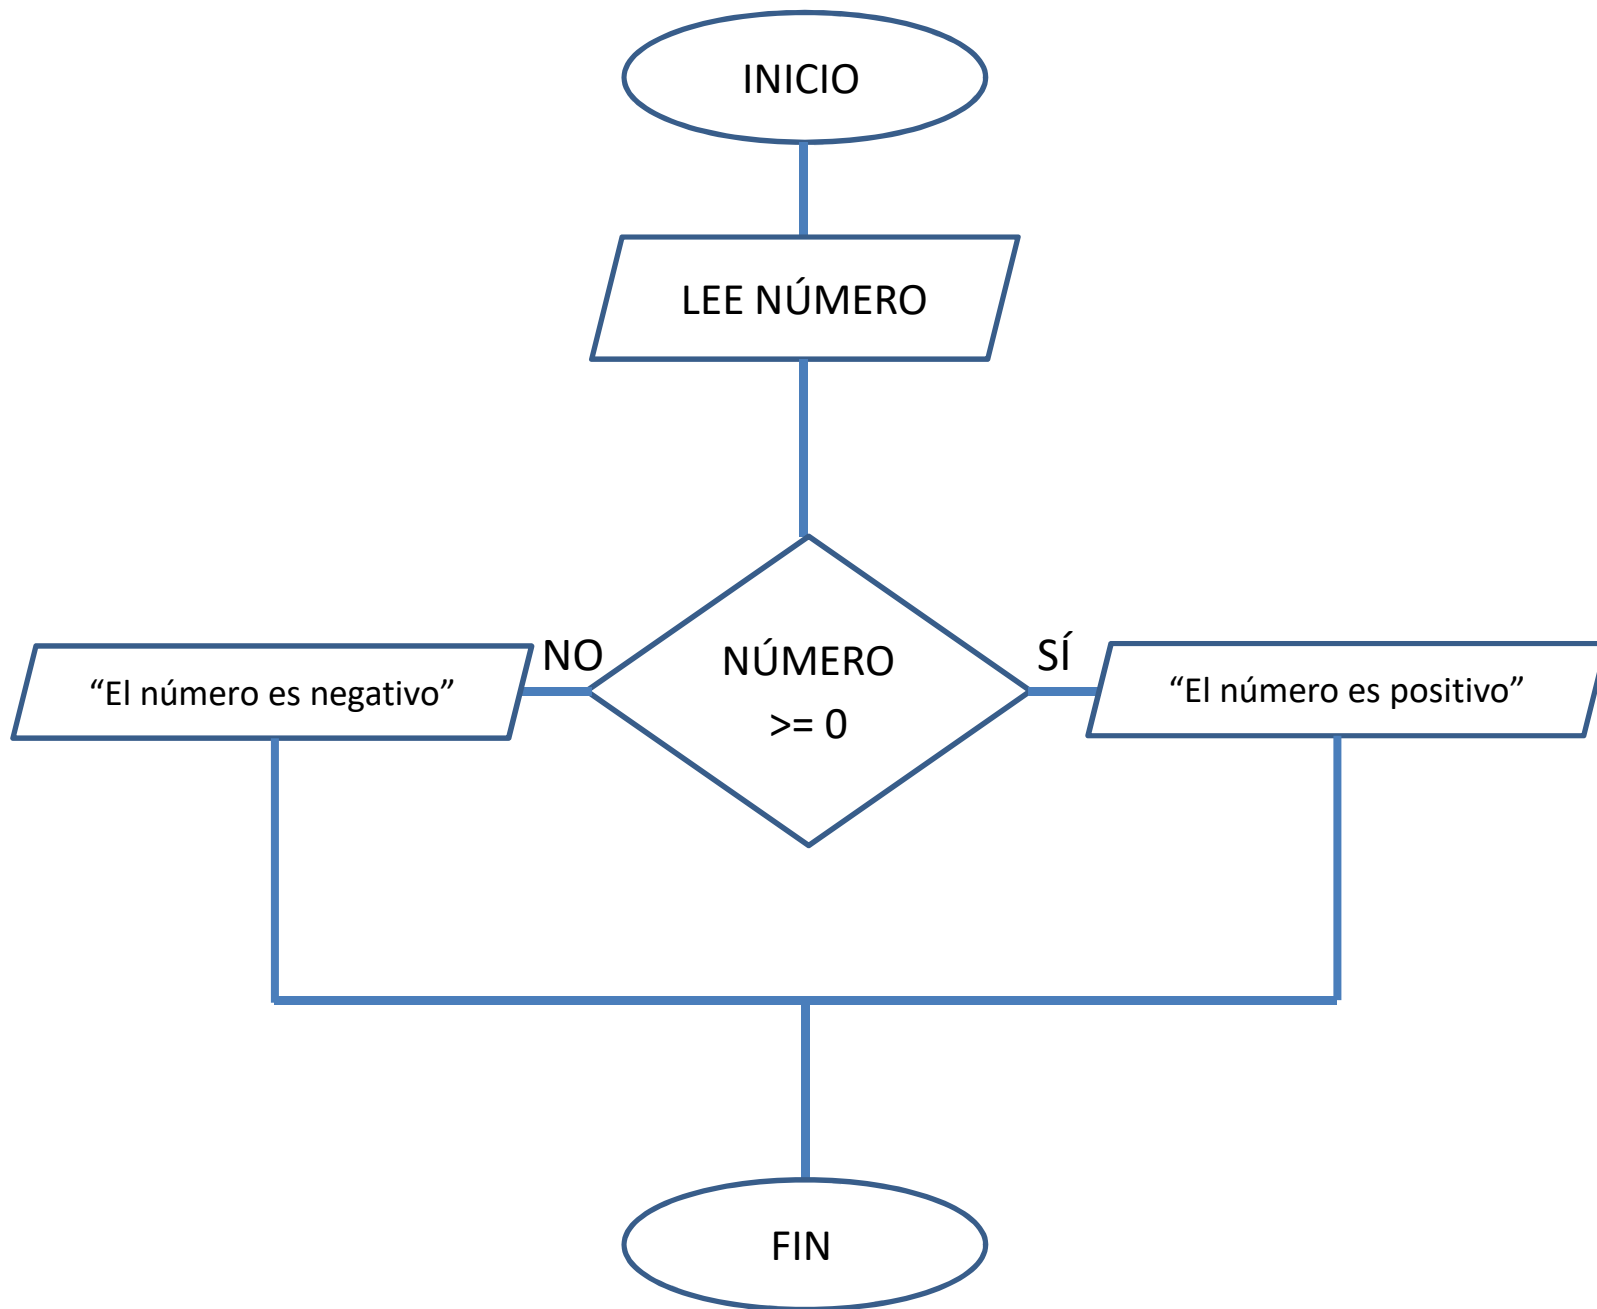 INICIO
LEE NÚMERO
NO
SÍ
“El número es negativo”
NÚMERO
>= 0
“El número es positivo”
FIN